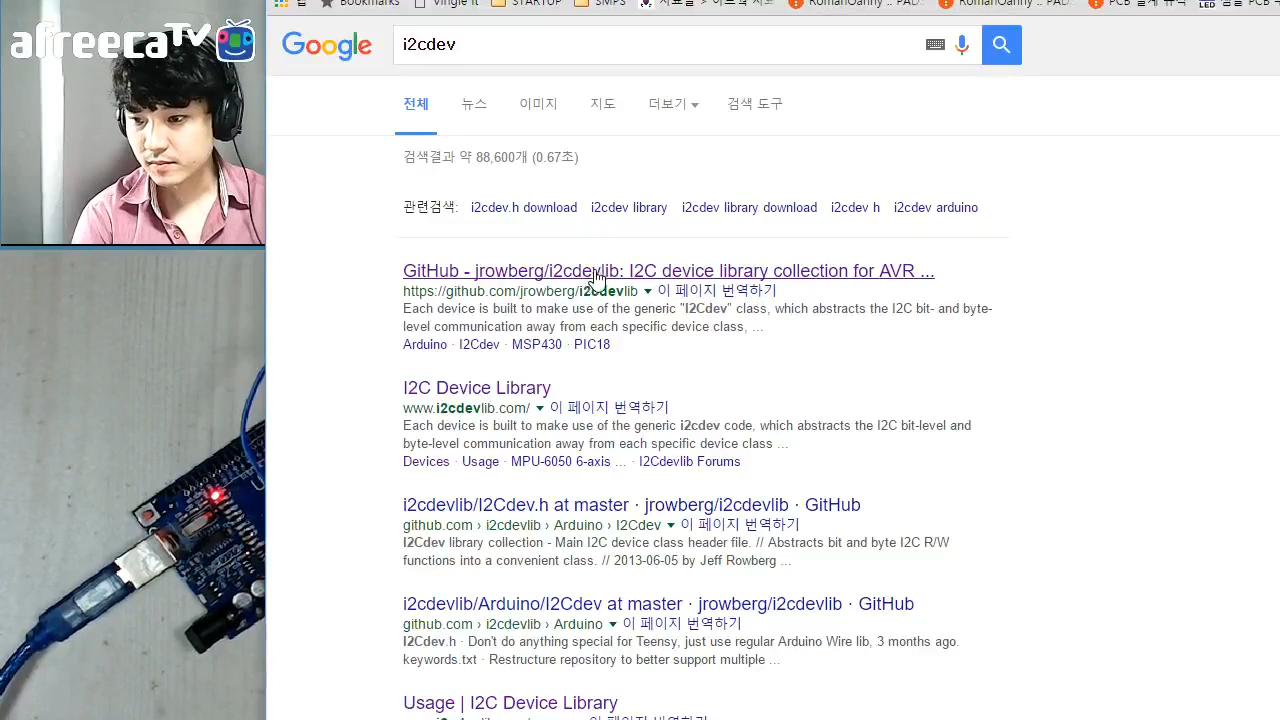 afreecaTV
Bookmarks Vingle It STARTUP SMPS
Google i2cdev
전체 뉴스 이미지 지도 더보기 검색 도구
검색결과 약 88,600개 (0.67초)
관련검색: i2cdev.h download i2cdev library i2cdev library download i2cdev h i2cdev arduino
GitHub - jrowberg/i2cdevlib: I2C device library collection for AVR ...
https://github.com/jrowberg/i2cdevlib 이 페이지 번역하기
Each device is built to make use of the generic "I2Cdev" class, which abstracts the I2C bit- and byte-
level communication away from each specific device class, ...
Arduino · I2Cdev · MSP430 · PIC18
I2C Device Library
www.i2cdevlib.com/ 이 페이지 번역하기
Each device is built to make use of the generic i2cdev code, which abstracts the I2C bit-level and
byte-level communication away from each specific device class ...
Devices · Usage · MPU-6050 6-axis ... · I2Cdevlib Forums
i2cdevlib/I2Cdev.h at master · jrowberg/i2cdevlib · GitHub
github.com › i2cdevlib › Arduino › I2Cdev 이 페이지 번역하기
I2Cdev library collection - Main I2C device class header file. // Abstracts bit and byte I2C R/W
functions into a convenient class. // 2013-06-05 by Jeff Rowberg ...
i2cdevlib/Arduino/I2Cdev at master · jrowberg/i2cdevlib · GitHub
github.com › i2cdevlib › Arduino 이 페이지 번역하기
I2Cdev.h · Don't do anything special for Teensy, just use regular Arduino Wire lib, 3 months ago.
keywords.txt · Restructure repository to better support multiple ...
Usage | I2C Device Library